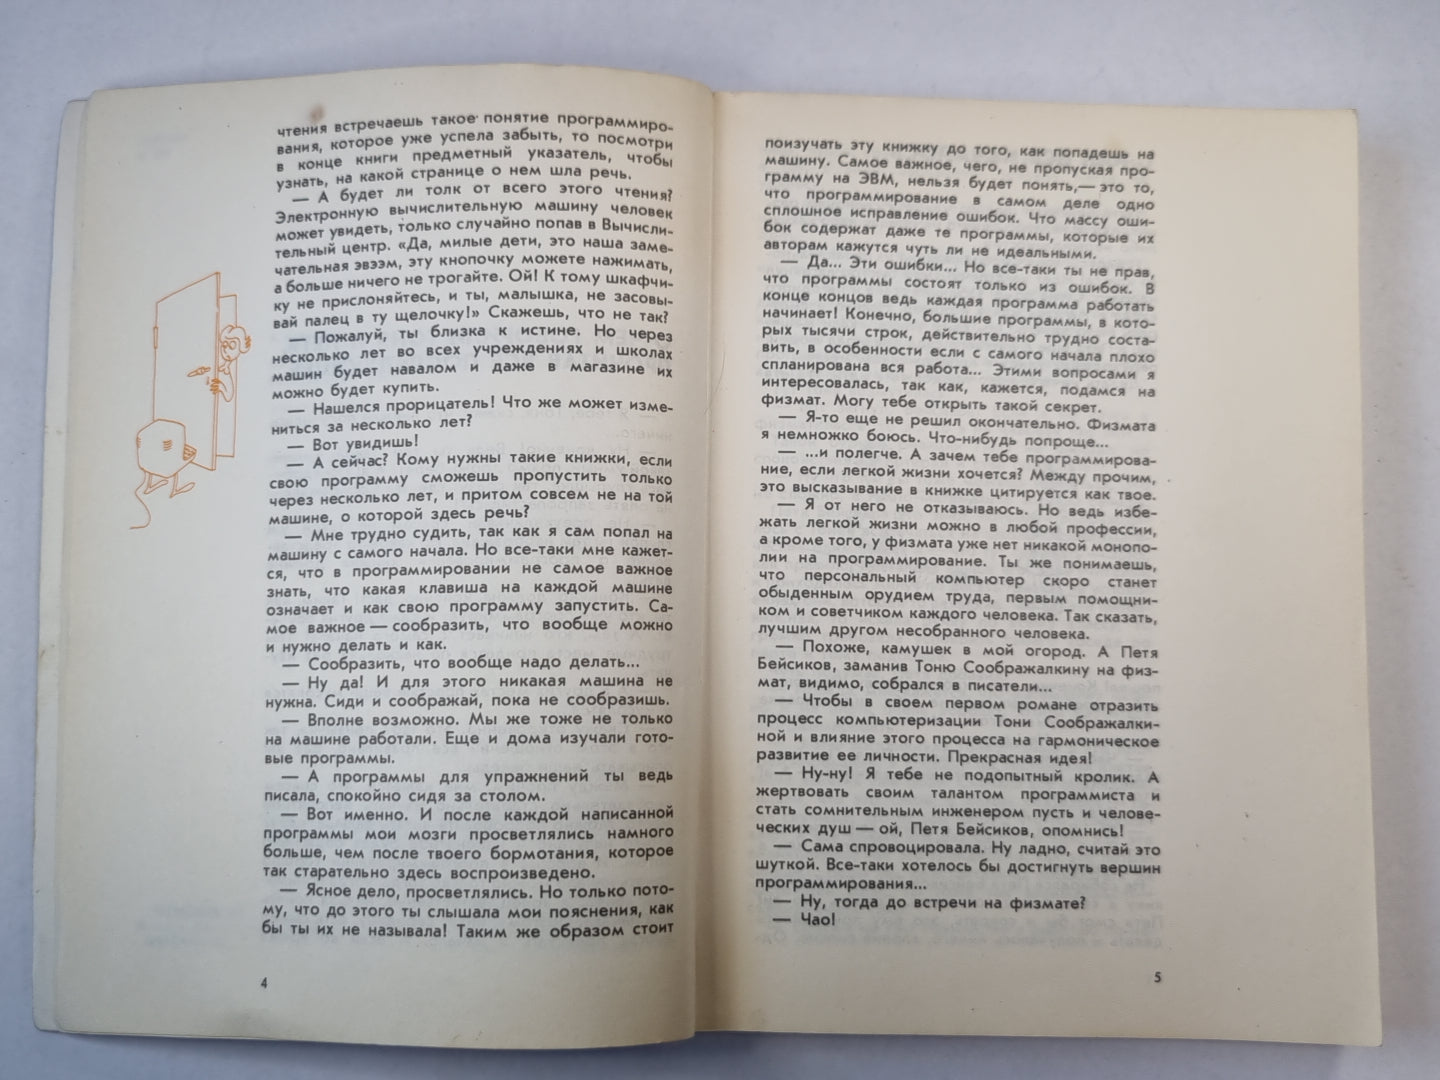 чтения встречаешь такое понятие программиро-
вания, которое уже успела забыть, то посмотри
в конце книги предметный указатель, чтобы
узнать, на какой странице о нем шла речь.
— А будет ли толк от всего этого чтения?
Электронную вычислительную машину человек
может увидеть, только случайно попав в Вычисли-
тельный центр. «Да, милые дети, это наша заме-
чательная эвээм, эту кнопочку можете нажимать,
а больше ничего не трогайте. Ой! К тому шкафчи-
ку не прислоняйтесь, и ты, малышка, не засовы-
вай палец в ту щелочку!» Скажешь, что не так?
— Пожалуй, ты близка к истине. Но через
несколько лет во всех учреждениях и школах
машин будет навалом и даже в магазине их
можно будет купить.
— Нашелся прорицатель! Что же может изме-
ниться за несколько лет?
— Вот увидишь!
— А сейчас? Кому нужны такие книжки, если
свою программу сможешь пропустить только
через несколько лет, и притом совсем не на той
машине, о которой здесь речь?
— Мне трудно судить, так как я сам попал на
машину с самого начала. Но все-таки мне кажет-
ся, что в программировании не самое важное
знать, что какая клавиша на каждой машине
означает и как свою программу запустить. Са-
мое важное — сообразить, что вообще можно
и нужно делать и как.
— Сообразить, что вообще надо делать...
— Ну да! И для этого никакая машина не
нужна. Сиди и соображай, пока не сообразишь.
— Вполне возможно. Мы же тоже не только
на машине работали. Еще и дома изучали гото-
вые программы.
— А программы для упражнений ты ведь
писала, спокойно сидя за столом.
— Вот именно. И после каждой написанной
программы мои мозги просветлялись намного
больше, чем после твоего бормотания, которое
так старательно здесь воспроизведено.
— Ясное дело, просветлялись. Но только пото-
му, что до этого ты слышала мои пояснения, как
бы ты их не называла! Таким же образом стоит
4
поизучать эту книжку до того, как попадешь на
машину. Самое важное, чего, не пропуская про-
грамму на ЭВМ, нельзя будет понять,— это то,
что программирование в самом деле одно
сплошное исправление ошибок. Что массу оши-
бок содержат даже те программы, которые их
авторам кажутся чуть ли не идеальными.
— Да... Эти ошибки... Но все-таки ты не прав,
что программы состоят только из ошибок. В
конце концов ведь каждая программа работать
начинает! Конечно, большие программы, в кото-
рых тысячи строк, действительно трудно соста-
вить, в особенности если с самого начала плохо
спланирована вся работа... Этими вопросами я
интересовалась, так как, кажется, подамся на
физмат. Могу тебе открыть такой секрет.
— Я-то еще не решил окончательно. Физмата
я немножко боюсь. Что-нибудь попроще...
— ...и полегче. А зачем тебе программирова-
ние, если легкой жизни хочется? Между прочим,
это высказывание в книжке цитируется как твое.
— Я от него не отказываюсь. Но ведь избе-
жать легкой жизни можно в любой профессии,
а кроме того, у физмата уже нет никакой монопо-
лии на программирование. Ты же понимаешь,
что персональный компьютер скоро станет
обыденным орудием труда, первым помощни-
ком и советчиком каждого человека. Так сказать,
лучшим другом несобранного человека.
— Похоже, камушек в мой огород. А Петя
Бейсиков, заманив Тоню Соображалкину на физ-
мат, видимо, собрался в писатели...
— Чтобы в своем первом романе отразить
процесс компьютеризации Тони Соображалки-
ной и влияние этого процесса на гармоническое
развитие ее личности. Прекрасная идея!
— Ну-ну! Я тебе не подопытный кролик. А
жертвовать своим талантом программиста и
стать сомнительным инженером пусть и челове-
ческих душ — ой, Петя Бейсиков, опомнись!
— Сама спровоцировала. Ну ладно, считай это
шуткой. Все-таки хотелось бы достигнуть вершин
программирования...
— Ну, тогда до встречи на физмате?
— Чао!
5